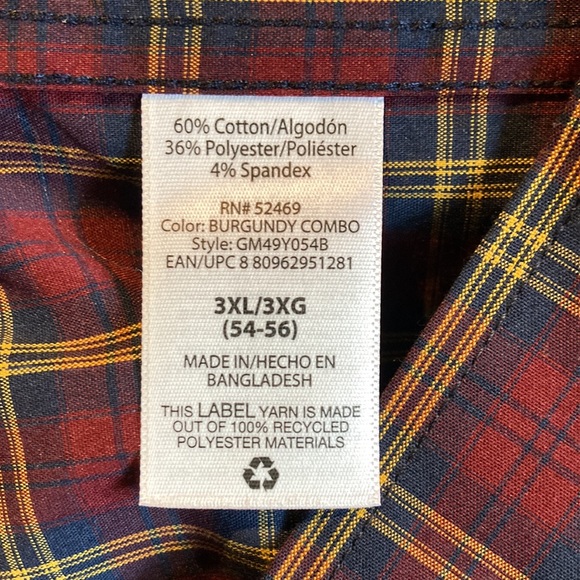 60% Cotton/Algodón
36% Polyester/Poliéster
4% Spandex
RN# 52469
Color: BURGUNDY COMBO
Style: GM49Y054B
EAN/UPC 8 80962951281
3XL/3XG
(54-56)
MADE IN/HECHO EN
BANGLADESH
THIS LABEL YARN IS MADE
OUT OF 100% RECYCLED
POLYESTER MATERIALS